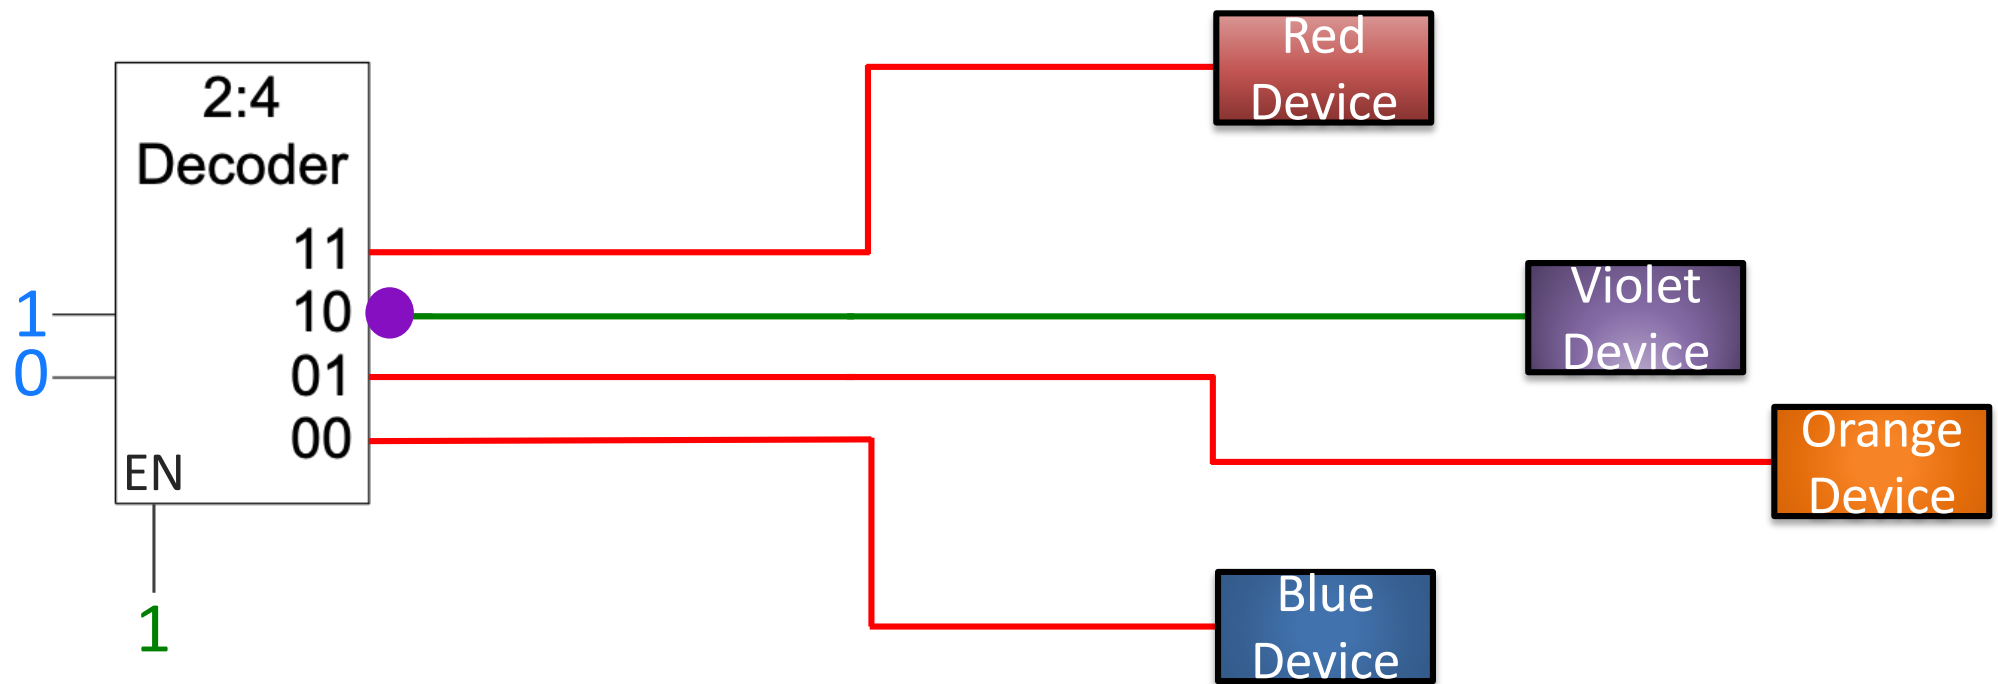 2:4
Decoder
11
10
01
00
EN
1
0
1
Red
Device
Violet
Device
Orange
Device
Blue
Device